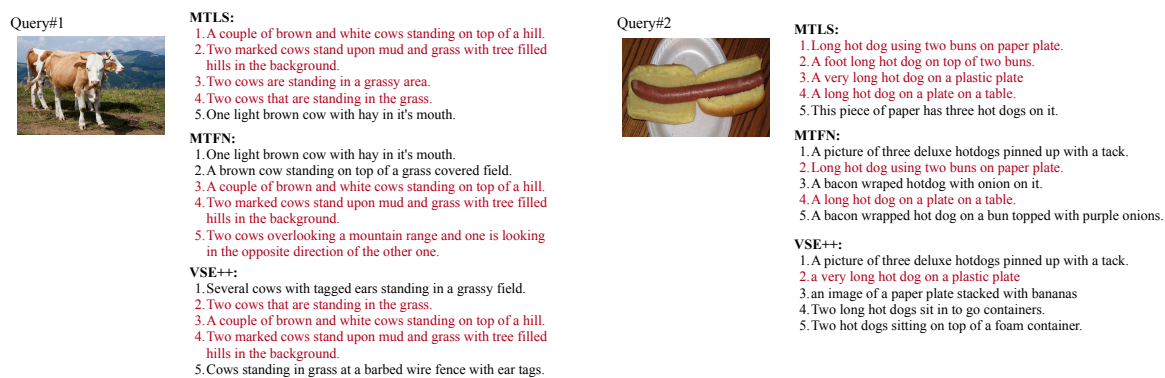 Query#1
MTLS:
1.A couple of brown and white cows standing on top of a hill.
2.Two marked cows stand upon mud and grass with tree filled
hills in the background.
3.Two cows are standing in a grassy area.
4.Two cows that are standing in the grass.
5.One light brown cow with hay in it's mouth.
MTFN:
1.One light brown cow with hay in it's mouth.
2.A brown cow standing on top of a grass covered field.
3.A couple of brown and white cows standing on top of a hill.
4.Two marked cows stand upon mud and grass with tree filled
hills in the background.
5.Two cows overlooking a mountain range and one is looking
in the opposite direction of the other one.
VSE++:
1.Several cows with tagged ears standing in a grassy field.
2.Two cows that are standing in the grass.
3.A couple of brown and white cows standing on top of a hill.
4.Two marked cows stand upon mud and grass with tree filled
hills in the background.
5.Cows standing in grass at a barbed wire fence with ear tags.
Query#2
MTLS:
1.Long hot dog using two buns on paper plate.
2.A foot long hot dog on top of two buns.
3.A very long hot dog on a plastic plate
4.A long hot dog on a plate on a table.
5.This piece of paper has three hot dogs on it.
MTFN:
1.A picture of three deluxe hotdogs pinned up with a tack.
2.Long hot dog using two buns on paper plate.
3.A bacon wraped hotdog with onion on it.
4.A long hot dog on a plate on a table.
5.A bacon wrapped hot dog on a bun topped with purple onions.
VSE++:
1.A picture of three deluxe hotdogs pinned up with a tack.
2.a very long hot dog on a plastic plate
3.an image of a paper plate stacked with bananas
4.Two long hot dogs sit in to go containers.
5.Two hot dogs sitting on top of a foam container.